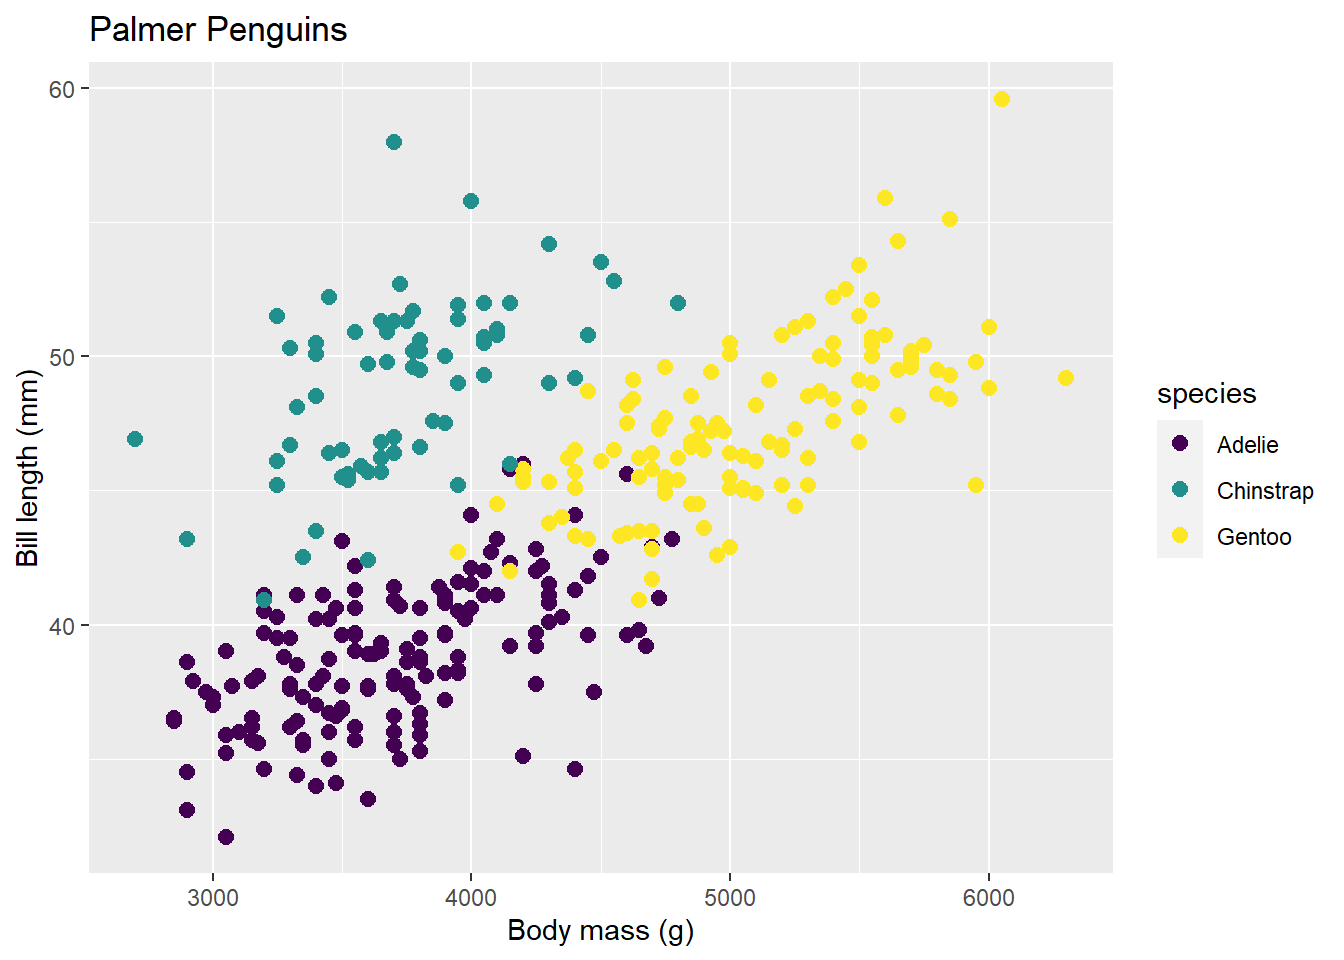 Palmer Penguins
60
50
40
Bill length (mm)
3000
4000
5000
6000
Body mass (g)
species
Adelie
Chinstrap
Gentoo